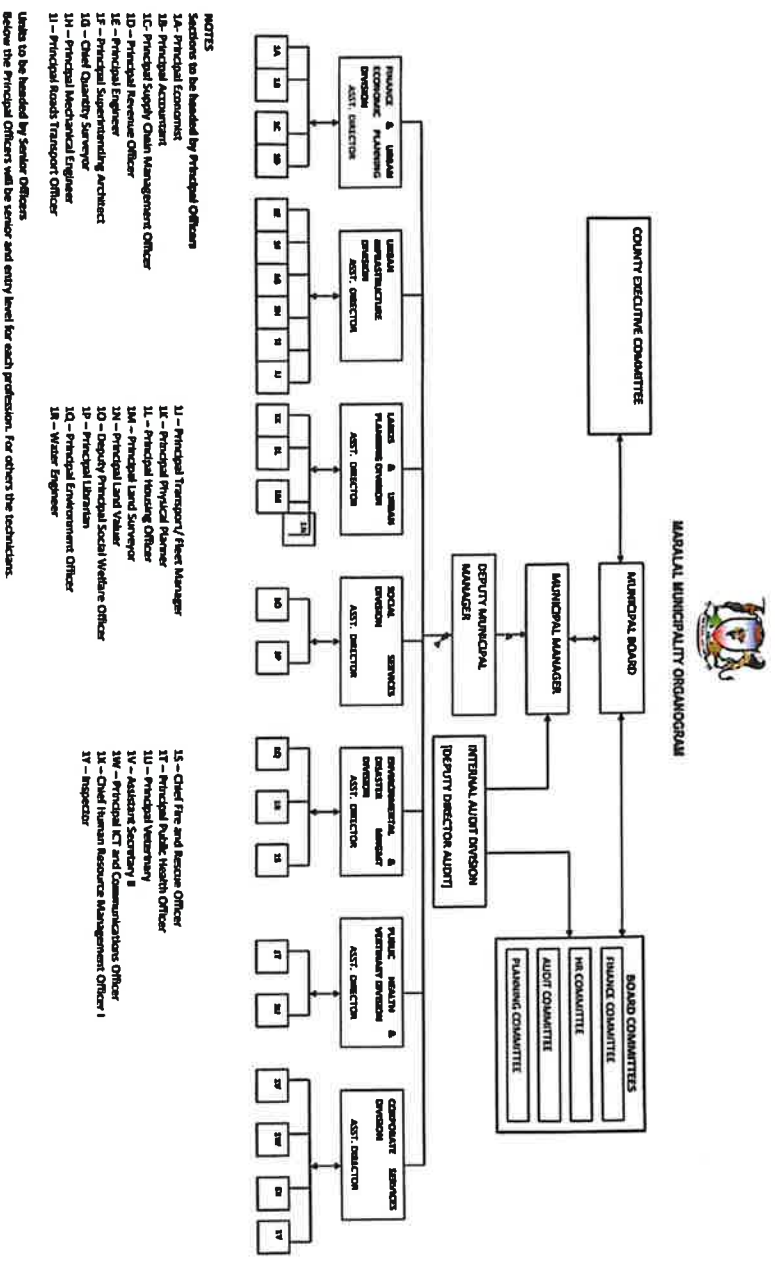 MARALAL MUNICIPALITY ORGANOGRAM
COUNTY EXECUTIVE COMMITTEE
MUNICIPAL BOARD
BOARD COMMITTEES
FINANCE COMMITTEE
HR COMMITTEE
AUDIT COMMITTEE
PLANNING COMMITTEE
MUNICIPAL MANAGER
DEPUTY MUNICIPAL
MANAGER
INTERNAL AUDIT DIVISION
[DEPUTY DIRECTOR AUDIT]
FINANCE & URBAN
ECONOMIC PLANNING
DIVISION
ASST. DIRECTOR
URBAN
INFRASTRUCTURE
DIVISION
ASST. DIRECTOR
LANDS & URBAN
PLANNING DIVISION
ASST. DIRECTOR
SOCIAL SERVICES
DIVISION
ASST. DIRECTOR
ENVIRONMENTAL &
DISASTER MNGMT
DIVISION
ASST. DIRECTOR
PUBLIC HEALTH &
VERTINARY DIVISION
ASST. DIRECTOR
CORPORATE SERVICES
DIVISION
ASST. DIRECTOR
1A 1B 1C 1D
1E 1F 1G 1H 1I 1J
1K 1L 1M 1N
1O 1P
1Q 1R 1S
1T 1U
1V 1W 1X 1Y
NOTES
Sections to be headed by Principal Officers
1A- Principal Economist
1B- Principal Accountant
1C- Principal Supply Chain Management Officer
1D – Principal Revenue Officer
1E – Principal Engineer
1F – Principal Superintending Architect
1G – Chief Quantity Surveyor
1H – Principal Mechanical Engineer
1I – Principal Roads Transport Officer
1J – Principal Transport/ Fleet Manager
1K – Principal Physical Planner
1L – Principal Housing Officer
1M – Principal Land Surveyor
1N – Principal Land Valuer
1O – Deputy Principal Social Welfare Officer
1P – Principal Librarian
1Q – Principal Environment Officer
1R – Water Engineer
1S – Chief Fire and Rescue Officer
1T – Principal Public Health Officer
1U – Principal Veterinary
1V – Assistant Secretary II
1W – Principal ICT and Communications Officer
1X – Chief Human Resource Management Officer I
1Y – Inspector
Units to be headed by Senior Officers
Below the Principal Officers will be senior and entry level for each profession. For others the technicians.